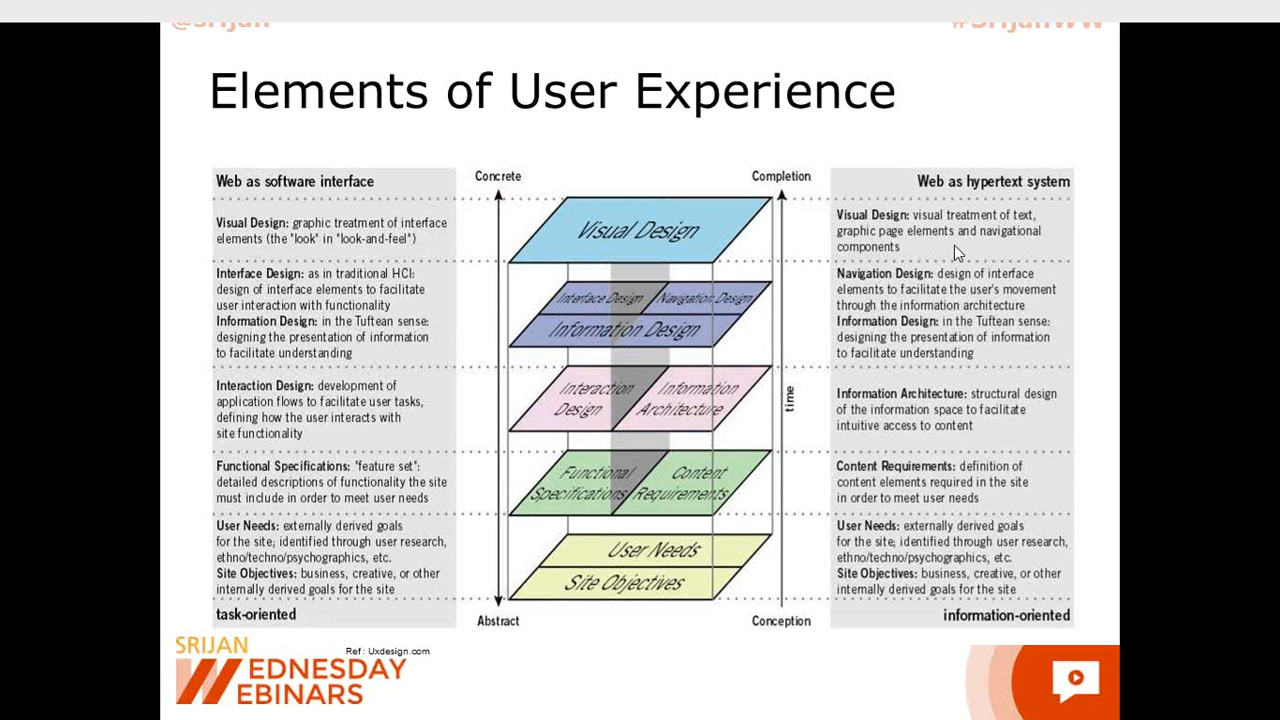 @Srijan
#SrijanWW
Elements of User Experience
Web as software interface
Visual Design: graphic treatment of interface
elements (the "look" in "look-and-feel")
Interface Design: as in traditional HCI:
design of interface elements to facilitate
user interaction with functionality
Information Design: in the Tuftean sense:
designing the presentation of information
to facilitate understanding
Interaction Design: development of
application flows to facilitate user tasks,
defining how the user interacts with
site functionality
Functional Specifications: "feature set":
detailed descriptions of functionality the site
must include in order to meet user needs
User Needs: externally derived goals
for the site; identified through user research,
ethno/techno/psychographics, etc.
Site Objectives: business, creative, or other
internally derived goals for the site
task-oriented
Concrete
Completion
Visual Design
Interface Design
Navigation Design
Information Design
Interaction
Design
Information
Architecture
time
Functional
Specifications
Content
Requirements
User Needs
Site Objectives
Abstract
Conception
Web as hypertext system
Visual Design: visual treatment of text,
graphic page elements and navigational
components
Navigation Design: design of interface
elements to facilitate the user's movement
through the information architecture
Information Design: in the Tuftean sense:
designing the presentation of information
to facilitate understanding
Information Architecture: structural design
of the information space to facilitate
intuitive access to content
Content Requirements: definition of
content elements required in the site
in order to meet user needs
User Needs: externally derived goals
for the site; identified through user research,
ethno/techno/psychographics, etc.
Site Objectives: business, creative, or other
internally derived goals for the site
information-oriented
SRIJAN
WEDNESDAY
WEBINARS
Ref : Uxdesign.com